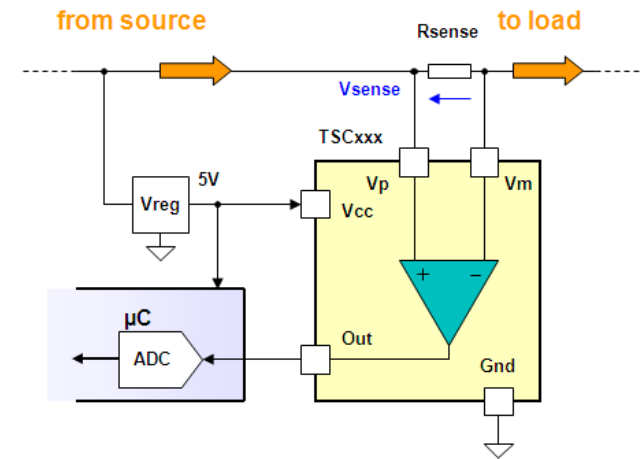 from source
to load
Rsense
Vsense
TSCxxx
Vp
Vm
5V
Vreg
Vcc
+
−
µC
ADC
Out
Gnd